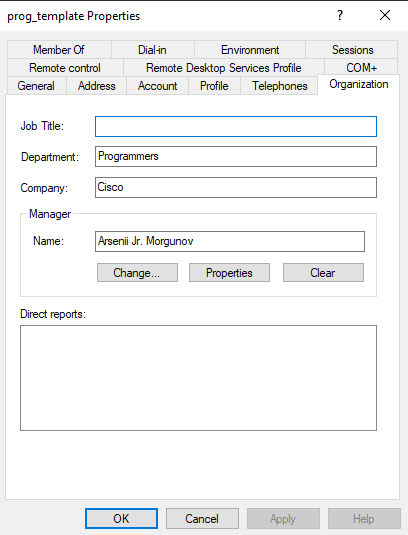 prog_template Properties ? ×
Member Of Dial-in Environment Sessions
Remote control Remote Desktop Services Profile COM+
General Address Account Profile Telephones Organization
Job Title:
Department: Programmers
Company: Cisco
Manager
Name: Arsenii Jr. Morgunov
Change... Properties Clear
Direct reports:
OK Cancel Apply Help